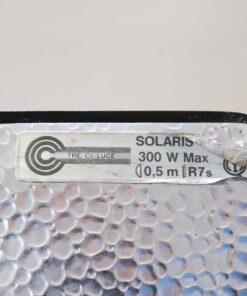 SOLARIS
TRE Ci LUCE
300 W Max
0,5 m R7s